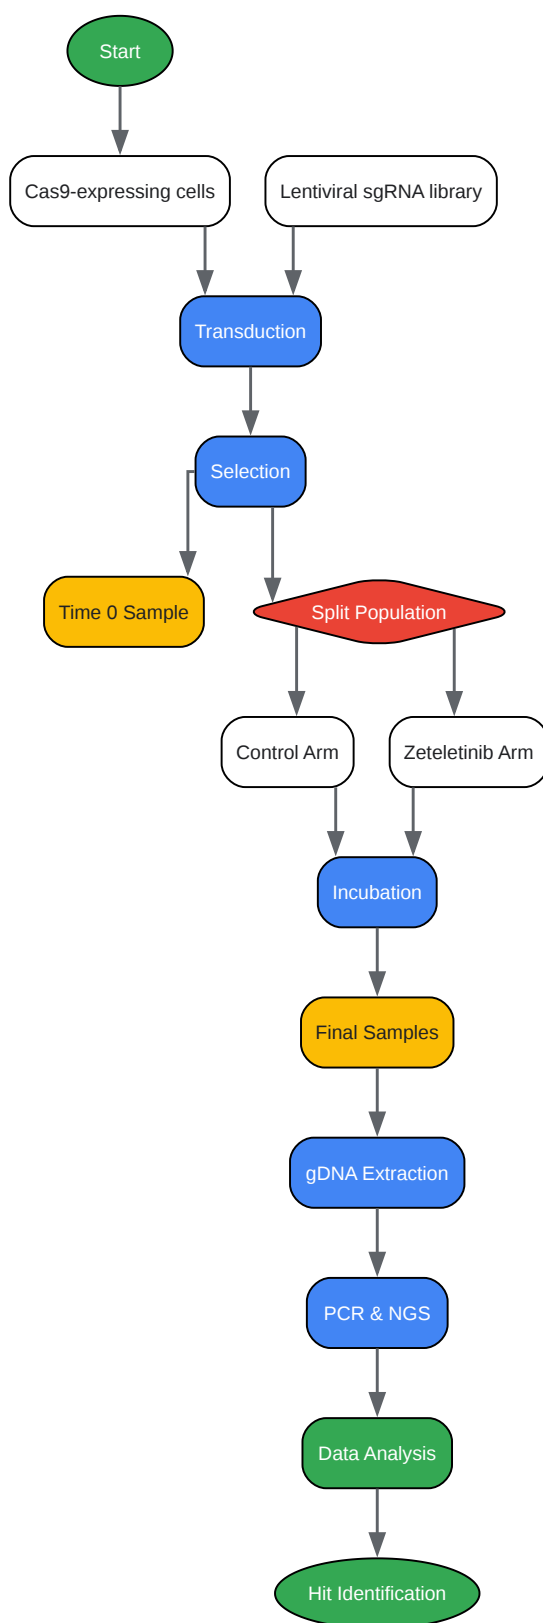 Start
Cas9-expressing cells
Lentiviral sgRNA library
Transduction
Selection
Time 0 Sample
Split Population
Control Arm
Zeteletinib Arm
Incubation
Final Samples
gDNA Extraction
PCR & NGS
Data Analysis
Hit Identification